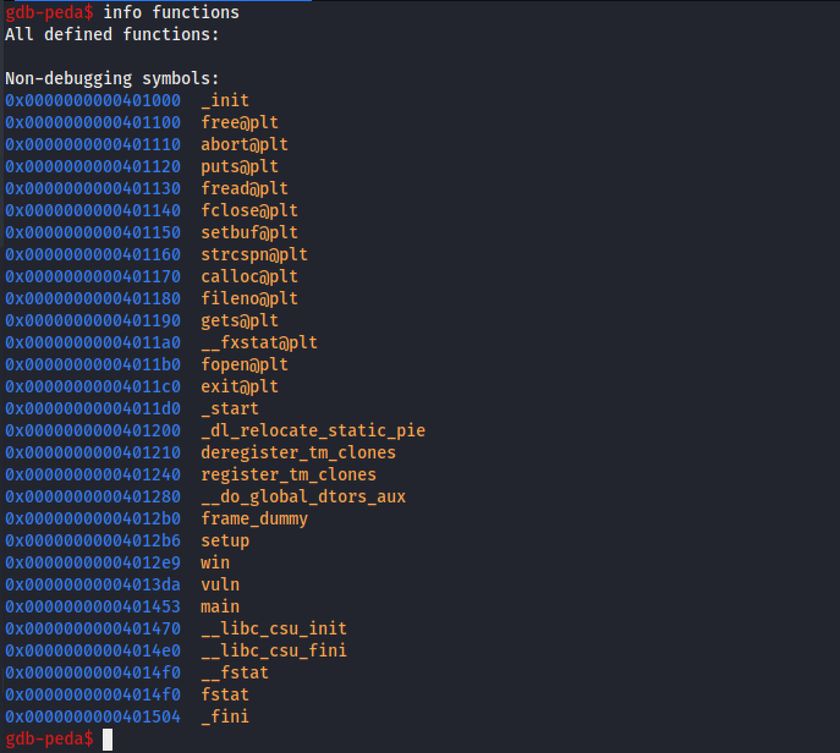 gdb-peda$ info functions
All defined functions:
Non-debugging symbols:
0x0000000000401000 _init
0x0000000000401100 free@plt
0x0000000000401110 abort@plt
0x0000000000401120 puts@plt
0x0000000000401130 fread@plt
0x0000000000401140 fclose@plt
0x0000000000401150 setbuf@plt
0x0000000000401160 strcspn@plt
0x0000000000401170 calloc@plt
0x0000000000401180 fileno@plt
0x0000000000401190 gets@plt
0x00000000004011a0 __fxstat@plt
0x00000000004011b0 fopen@plt
0x00000000004011c0 exit@plt
0x00000000004011d0 _start
0x0000000000401200 _dl_relocate_static_pie
0x0000000000401210 deregister_tm_clones
0x0000000000401240 register_tm_clones
0x0000000000401280 __do_global_dtors_aux
0x00000000004012b0 frame_dummy
0x00000000004012b6 setup
0x00000000004012e9 win
0x00000000004013da vuln
0x0000000000401453 main
0x0000000000401470 __libc_csu_init
0x00000000004014e0 __libc_csu_fini
0x00000000004014f0 __fstat
0x00000000004014f0 fstat
0x0000000000401504 _fini
gdb-peda$